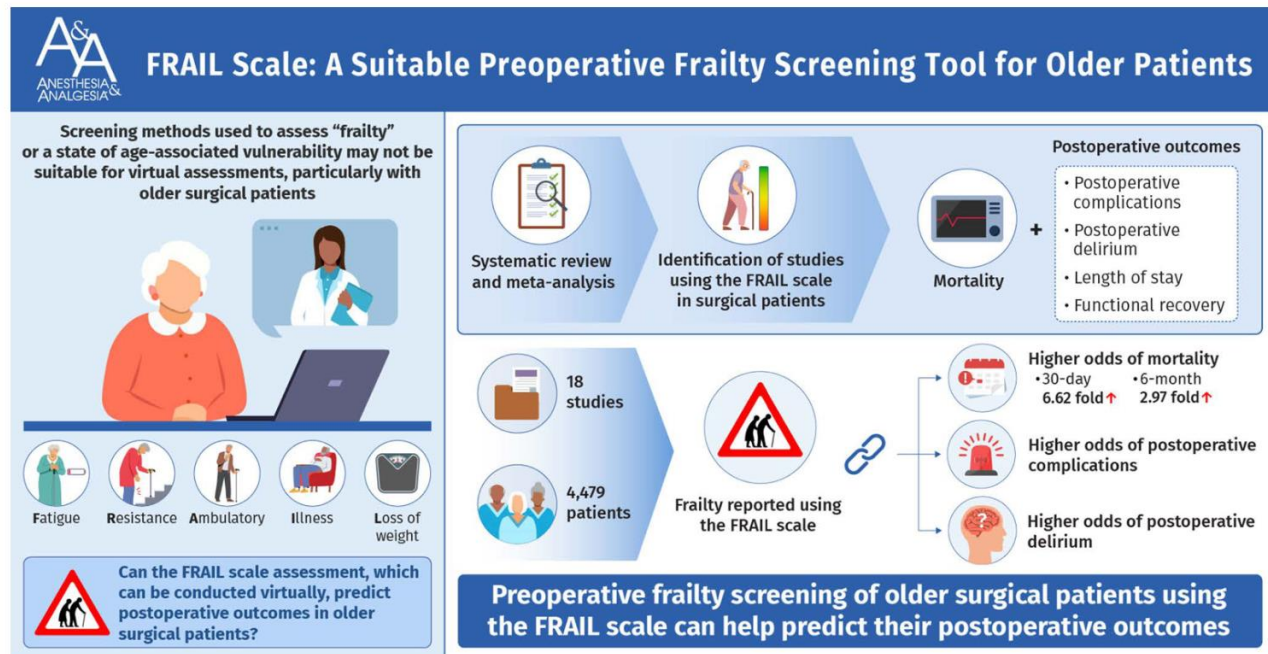 A&A
ANESTHESIA &
ANALGESIA
FRAIL Scale: A Suitable Preoperative Frailty Screening Tool for Older Patients
Screening methods used to assess “frailty”
or a state of age-associated vulnerability may not be
suitable for virtual assessments, particularly with
older surgical patients
Fatigue
Resistance
Ambulatory
Illness
Loss of
weight
Can the FRAIL scale assessment, which
can be conducted virtually, predict
postoperative outcomes in older
surgical patients?
Systematic review
and meta-analysis
Identification of studies
using the FRAIL scale
in surgical patients
Mortality
+
Postoperative outcomes
• Postoperative
complications
• Postoperative
delirium
• Length of stay
• Functional recovery
18
studies
4,479
patients
Frailty reported using
the FRAIL scale
Higher odds of mortality
•30-day
6.62 fold↑
•6-month
2.97 fold↑
Higher odds of postoperative
complications
?
Higher odds of postoperative
delirium
Preoperative frailty screening of older surgical patients using
the FRAIL scale can help predict their postoperative outcomes